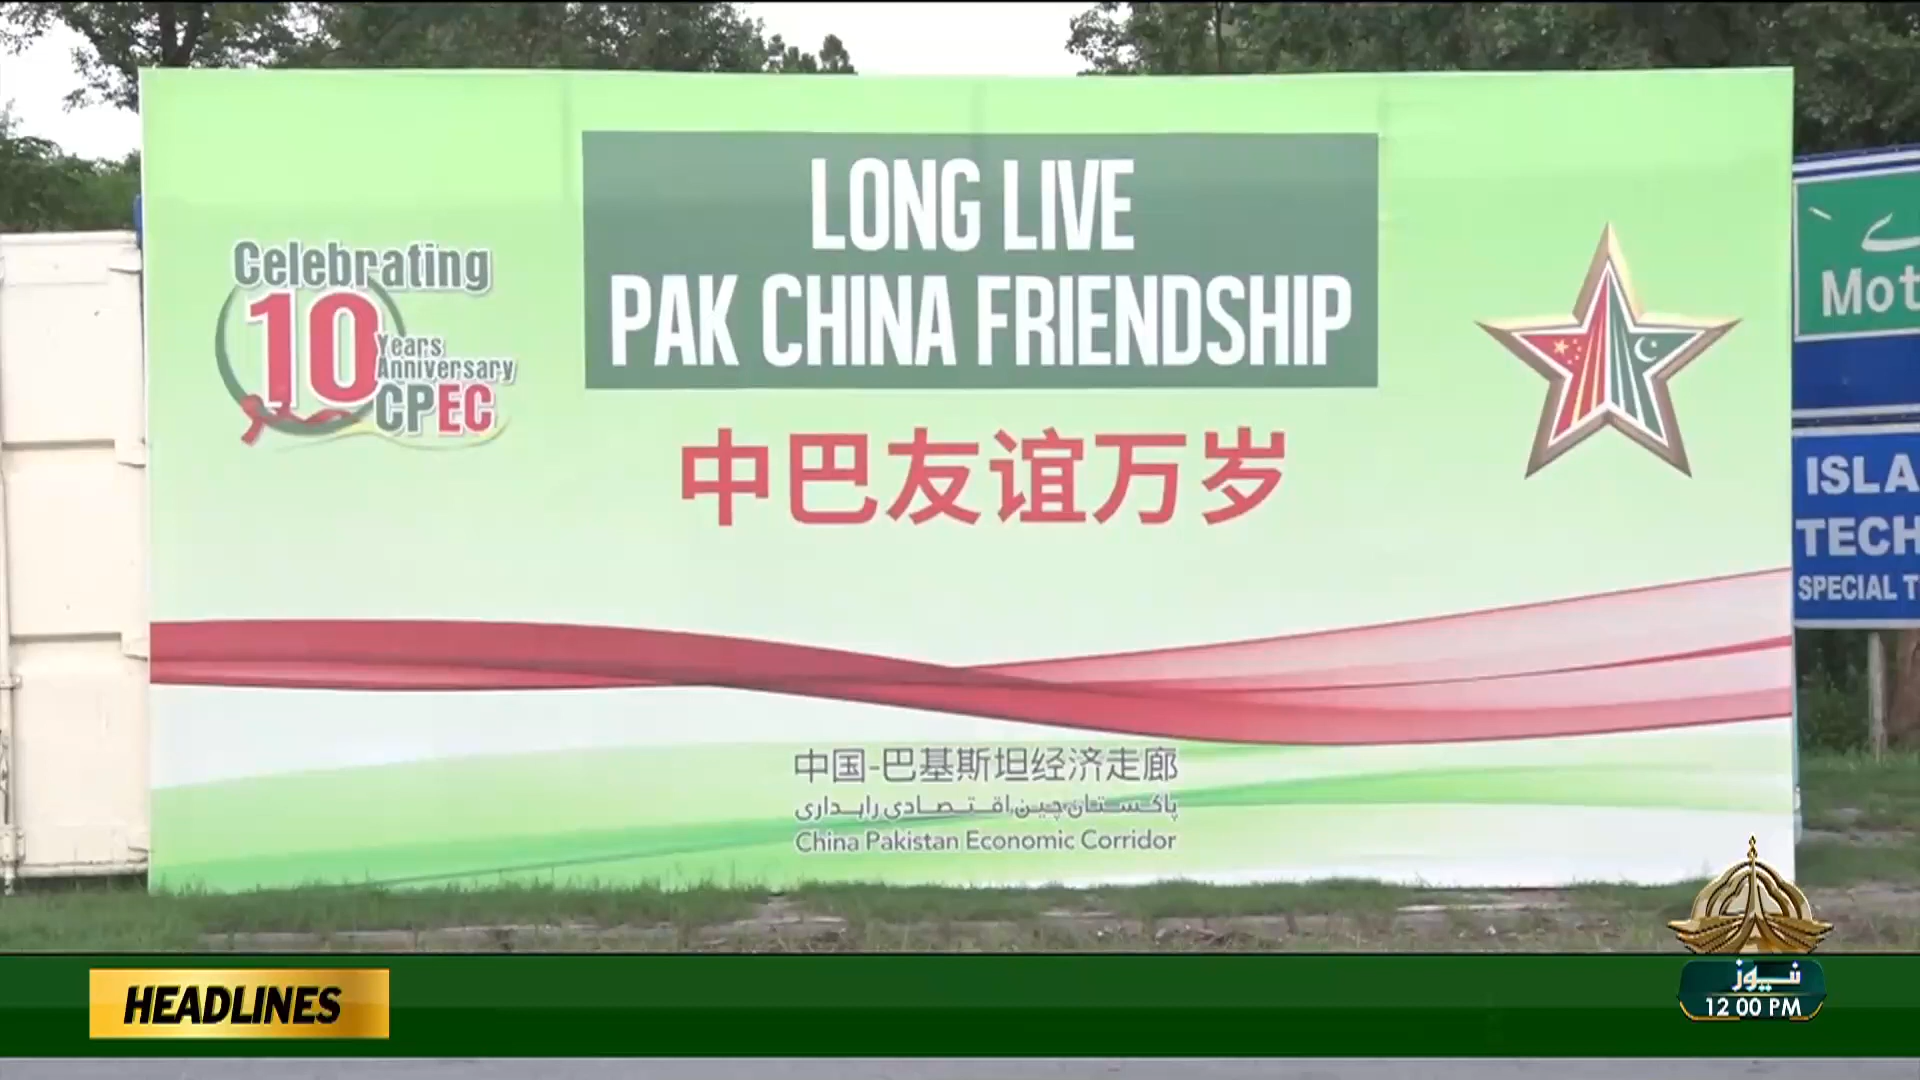 LONG LIVE
PAK CHINA FRIENDSHIP
中巴友谊万岁
Celebrating
10
Years
Anniversary
CPEC
中国-巴基斯坦经济走廊
پاکستان چین اقتصادی راہداری
China Pakistan Economic Corridor
Mot
ISLA
TECH
SPECIAL T
HEADLINES
نیوز
12 00 PM